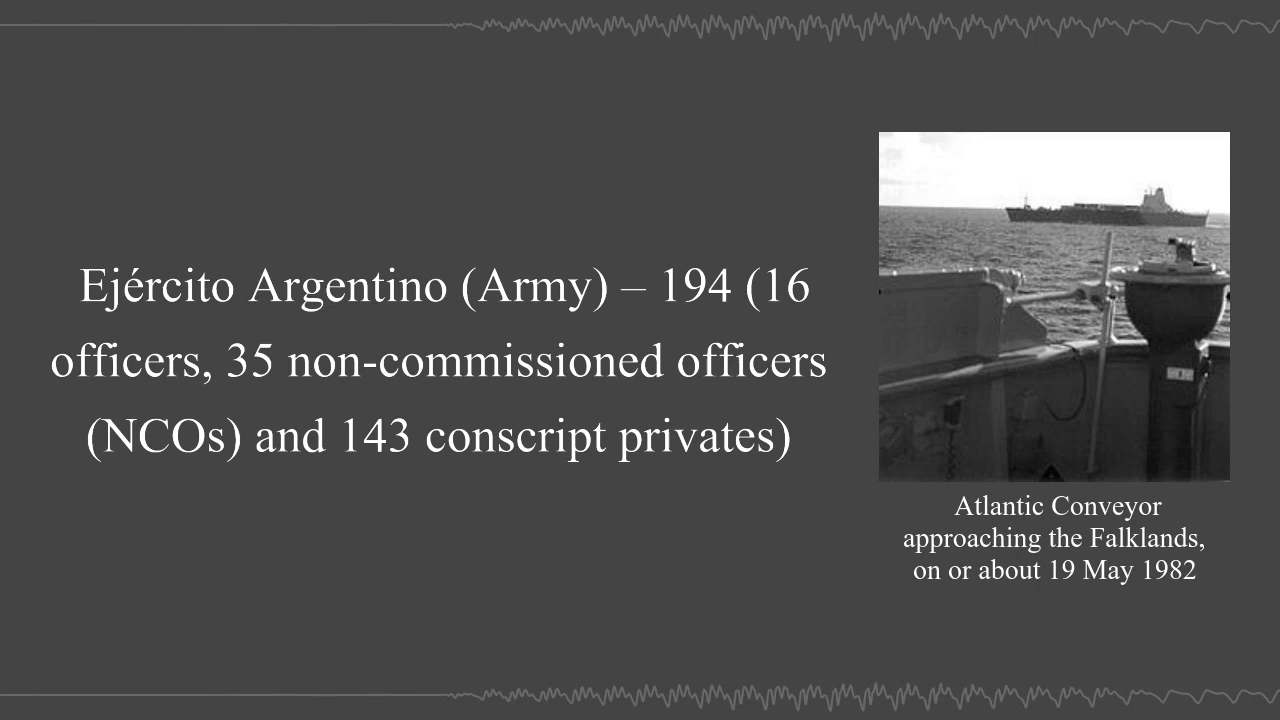 Ejército Argentino (Army) – 194 (16
officers, 35 non-commissioned officers
(NCOs) and 143 conscript privates)
Atlantic Conveyor
approaching the Falklands,
on or about 19 May 1982